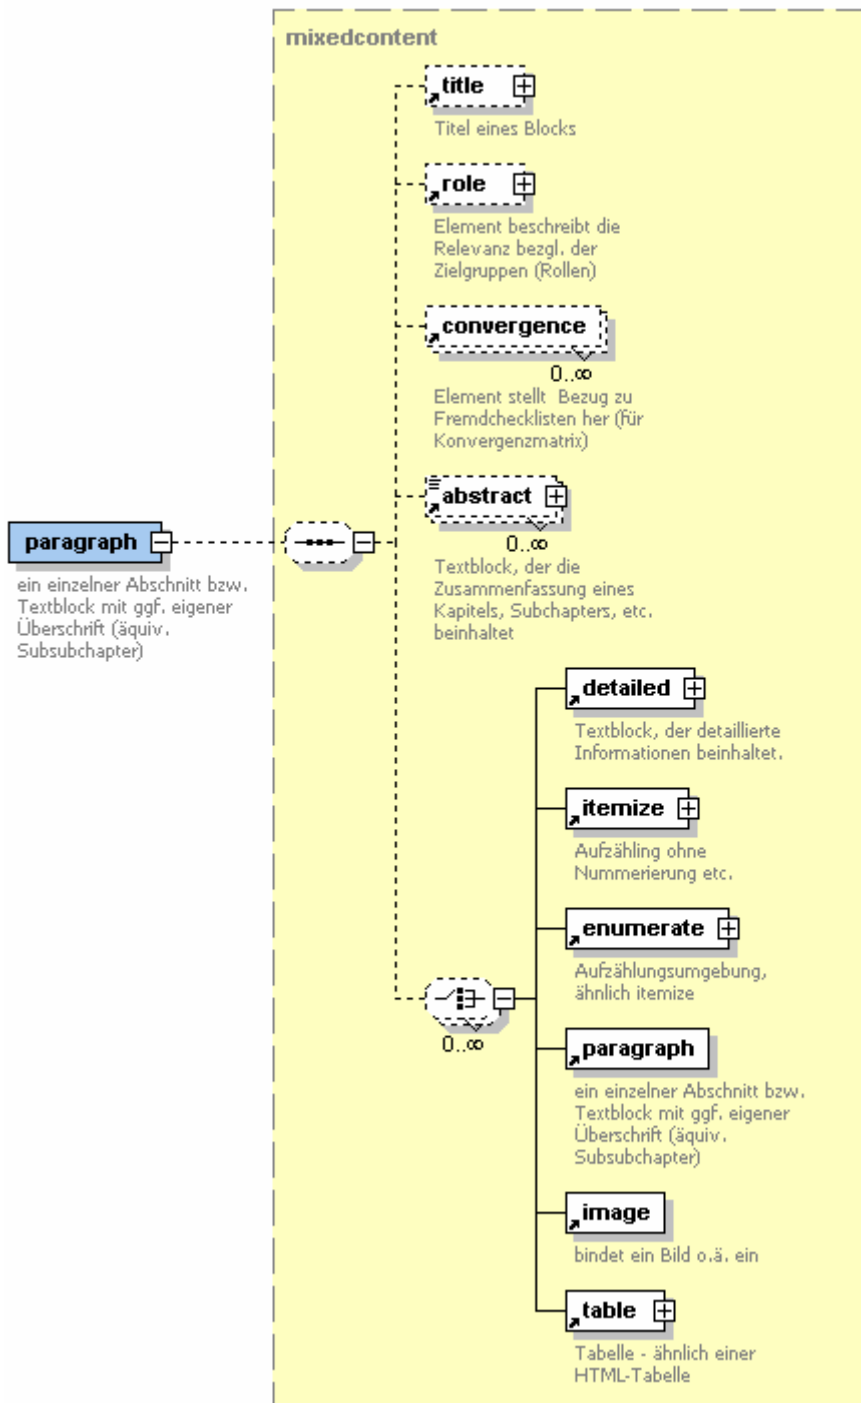 mixedcontent
title
Titel eines Blocks
role
Element beschreibt die
Relevanz bezgl. der
Zielgruppen (Rollen)
convergence
0..∞
Element stellt Bezug zu
Fremdchecklisten her (für
Konvergenzmatrix)
abstract
0..∞
Textblock, der die
Zusammenfassung eines
Kapitels, Subchapters, etc.
beinhaltet
paragraph
ein einzelner Abschnitt bzw.
Textblock mit ggf. eigener
Überschrift (äquiv.
Subsubchapter)
detailed
Textblock, der detaillierte
Informationen beinhaltet.
itemize
Aufzähling ohne
Nummerierung etc.
enumerate
Aufzählungsumgebung,
ähnlich itemize
0..∞
paragraph
ein einzelner Abschnitt bzw.
Textblock mit ggf. eigener
Überschrift (äquiv.
Subsubchapter)
image
bindet ein Bild o.ä. ein
table
Tabelle - ähnlich einer
HTML-Tabelle